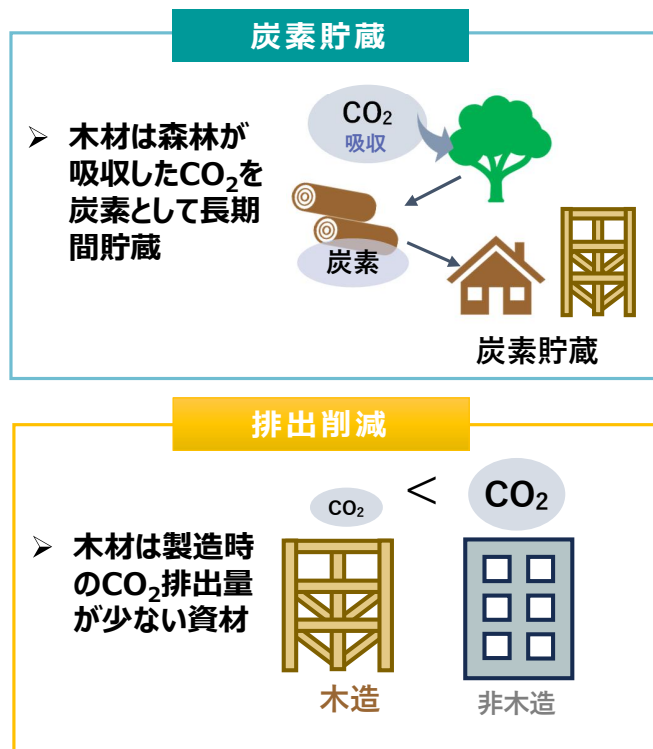 炭素貯蔵
➢ 木材は森林が
吸収したCO₂を
炭素として長期
間貯蔵
CO₂
吸収
炭素
炭素貯蔵
排出削減
➢ 木材は製造時
のCO₂排出量
が少ない資材
CO₂ < CO₂
木造 非木造